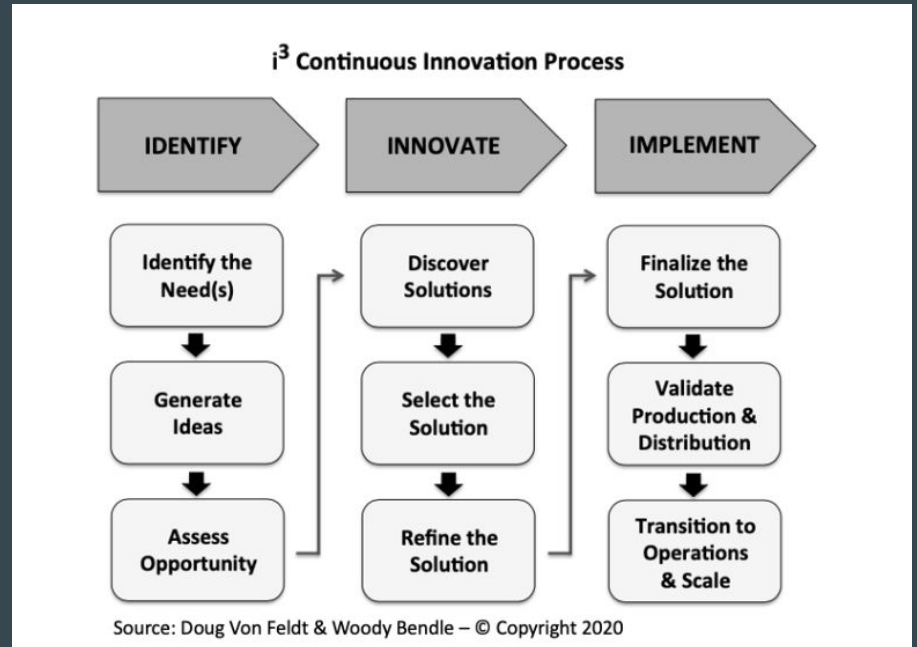 i³ Continuous Innovation Process
IDENTIFY
INNOVATE
IMPLEMENT
Identify the
Need(s)
Generate
Ideas
Assess
Opportunity
Discover
Solutions
Select the
Solution
Refine the
Solution
Finalize the
Solution
Validate
Production &
Distribution
Transition to
Operations
& Scale
Source: Doug Von Feldt & Woody Bendle – © Copyright 2020